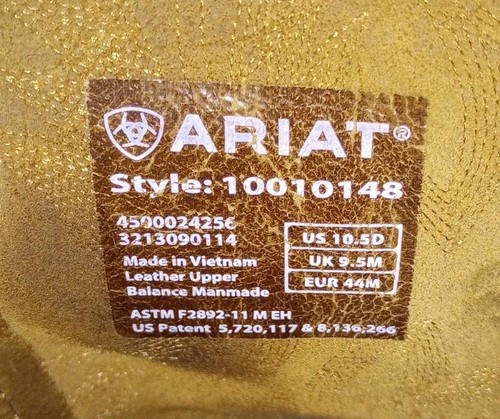 ARIAT®
Style: 10010148
4500024256
3213090114
US 10.5D
UK 9.5M
EUR 44M
Made in Vietnam
Leather Upper
Balance Manmade
ASTM F2892-11 M EH
US Patent 5,720,117 & 8,136,266